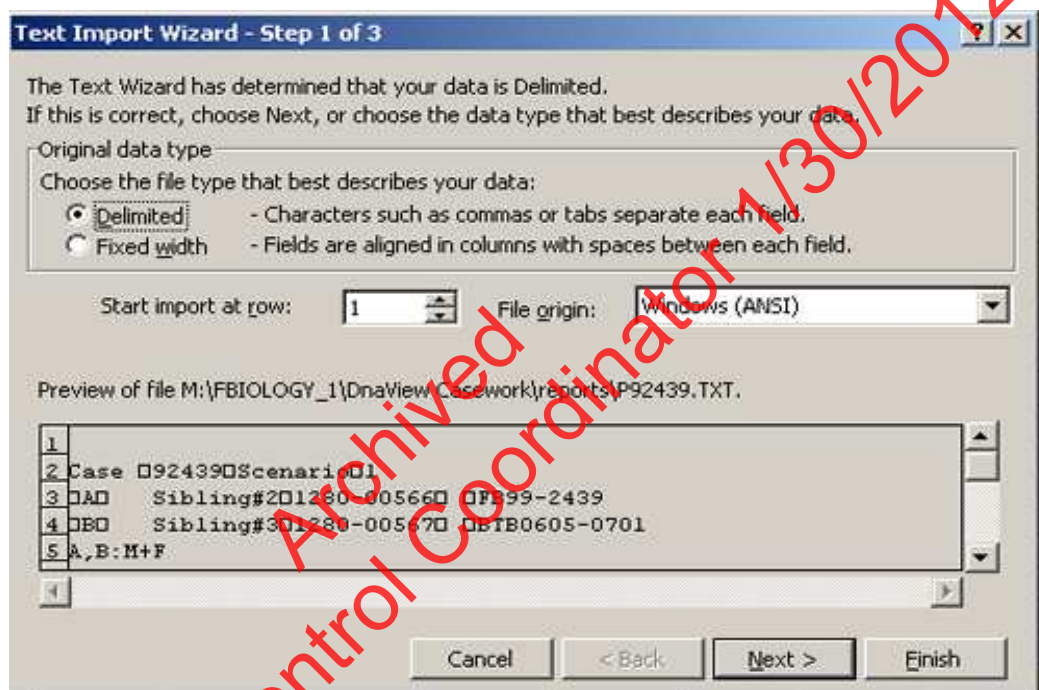 Text Import Wizard - Step 1 of 3
The Text Wizard has determined that your data is Delimited.
If this is correct, choose Next, or choose the data type that best describes your data.
Original data type
Choose the file type that best describes your data:
Delimited - Characters such as commas or tabs separate each field.
Fixed width - Fields are aligned in columns with spaces between each field.
Start import at row: 1 File origin: Windows (ANSI)
Preview of file M:\FBIOLOGY_1\DnaView Casework\reports\P92439.TXT.
1
2 Case □92439□Scenario□1
3 □A□ Sibling#2□1280-00566□ □FB99-2439
4 □B□ Sibling#3□1280-00567□ □BTB0605-0701
5 A,B:M+F
Cancel < Back Next > Finish
Archived
ntrol Coordinator 1/30/2012